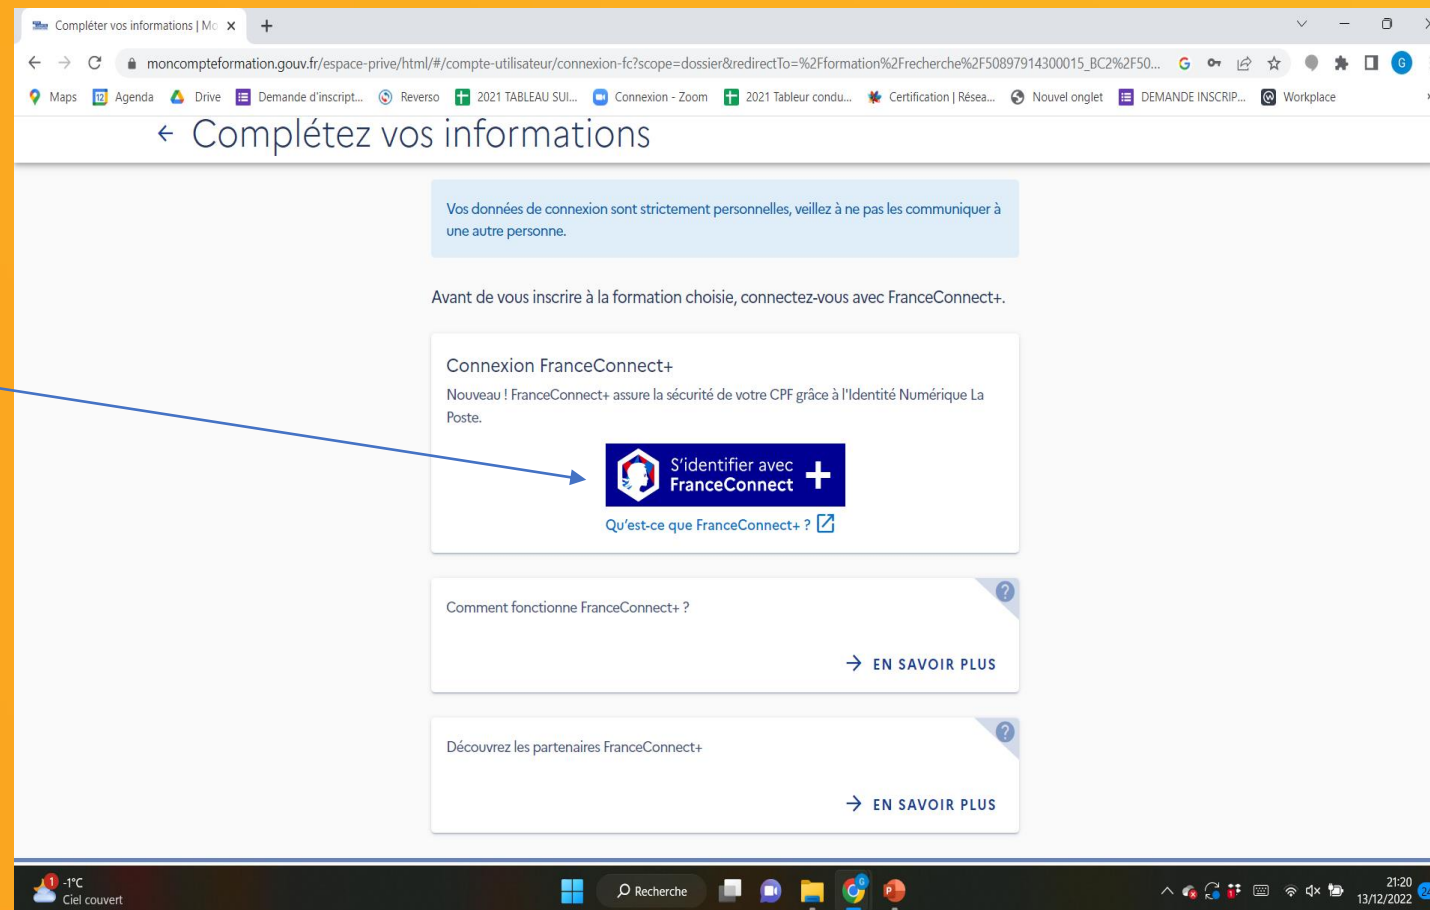 Compléter vos informations | Mo
moncompteformation.gouv.fr/espace-prive/html/#/compte-utilisateur/connexion-fc?scope=dossier&redirectTo=%2Fformation%2Frecherche%2F50897914300015_BC2%2F50...
Maps Agenda Drive Demande d'inscript... Reverso 2021 TABLEAU SUI... Connexion - Zoom 2021 Tableur condu... Certification | Résea... Nouvel onglet DEMANDE INSCRIP... Workplace
Complétez vos informations
Vos données de connexion sont strictement personnelles, veillez à ne pas les communiquer à
une autre personne.
Avant de vous inscrire à la formation choisie, connectez-vous avec FranceConnect+.
Connexion FranceConnect+
Nouveau ! FranceConnect+ assure la sécurité de votre CPF grâce à l'Identité Numérique La
Poste.
S'identifier avec
FranceConnect +
Qu'est-ce que FranceConnect+ ?
Comment fonctionne FranceConnect+ ?
EN SAVOIR PLUS
Découvrez les partenaires FranceConnect+
EN SAVOIR PLUS
1 -1°C
Ciel couvert
Recherche
21:20
13/12/2022